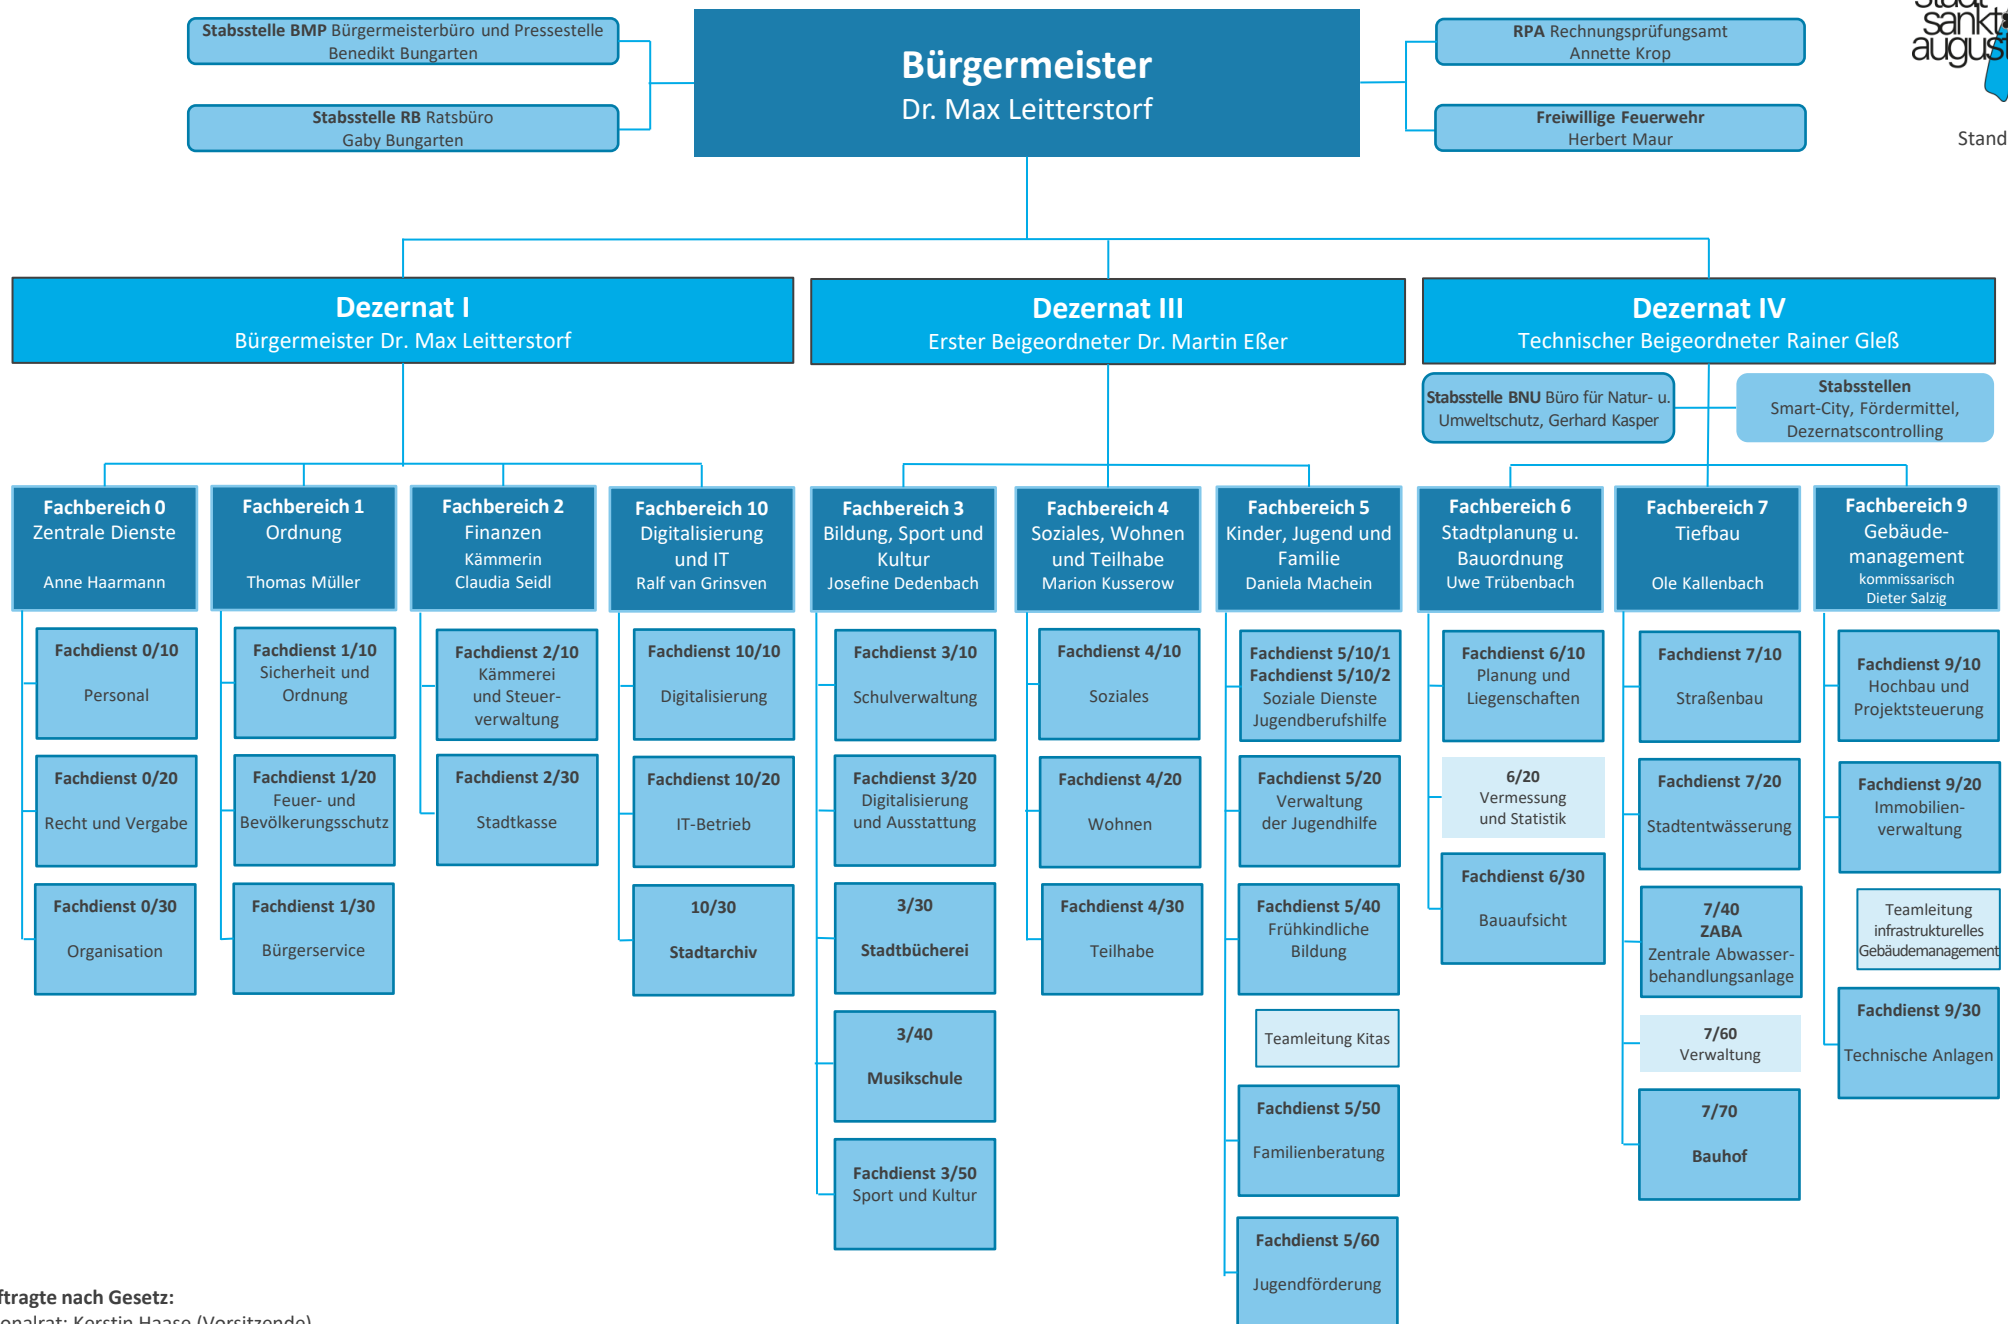 Stabsstelle BMP Bürgermeisterbüro und Pressestelle
Benedikt Bungarten
Stabsstelle RB Ratsbüro
Gaby Bungarten
Bürgermeister
Dr. Max Leitterstorf
RPA Rechnungsprüfungsamt
Annette Krop
Freiwillige Feuerwehr
Herbert Maur
stadt
sankt
Stand
Dezernat I
Bürgermeister Dr. Max Leitterstorf
Dezernat III
Erster Beigeordneter Dr. Martin Eßer
Dezernat IV
Technischer Beigeordneter Rainer Gleß
Stabsstelle BNU Büro für Natur- u.
Umweltschutz, Gerhard Kasper
Stabsstellen
Smart-City, Fördermittel,
Dezernatscontrolling
Fachbereich 0
Zentrale Dienste
Anne Haarmann
Fachdienst 0/10
Personal
Fachdienst 0/20
Recht und Vergabe
Fachdienst 0/30
Organisation
Fachbereich 1
Ordnung
Thomas Müller
Fachdienst 1/10
Sicherheit und
Ordnung
Fachdienst 1/20
Feuer- und
Bevölkerungsschutz
Fachdienst 1/30
Bürgerservice
Fachbereich 2
Finanzen
Kämmerin
Claudia Seidl
Fachdienst 2/10
Kämmerei
und Steuer-
verwaltung
Fachdienst 2/30
Stadtkasse
Fachbereich 10
Digitalisierung
und IT
Ralf van Grinsven
Fachdienst 10/10
Digitalisierung
Fachdienst 10/20
IT-Betrieb
10/30
Stadtarchiv
Fachbereich 3
Bildung, Sport und
Kultur
Josefine Dedenbach
Fachdienst 3/10
Schulverwaltung
Fachdienst 3/20
Digitalisierung
und Ausstattung
3/30
Stadtbücherei
3/40
Musikschule
Fachdienst 3/50
Sport und Kultur
Fachbereich 4
Soziales, Wohnen
und Teilhabe
Marion Kusserow
Fachdienst 4/10
Soziales
Fachdienst 4/20
Wohnen
Fachdienst 4/30
Teilhabe
Fachbereich 5
Kinder, Jugend und
Familie
Daniela Machein
Fachdienst 5/10/1
Fachdienst 5/10/2
Soziale Dienste
Jugendberufshilfe
Fachdienst 5/20
Verwaltung
der Jugendhilfe
Fachdienst 5/40
Frühkindliche
Bildung
Teamleitung Kitas
Fachdienst 5/50
Familienberatung
Fachdienst 5/60
Jugendförderung
Fachbereich 6
Stadtplanung u.
Bauordnung
Uwe Trübenbach
Fachdienst 6/10
Planung und
Liegenschaften
6/20
Vermessung
und Statistik
Fachdienst 6/30
Bauaufsicht
Fachbereich 7
Tiefbau
Ole Kallenbach
Fachdienst 7/10
Straßenbau
Fachdienst 7/20
Stadtentwässerung
7/40
ZABA
Zentrale Abwasser-
behandlungsanlage
7/60
Verwaltung
7/70
Bauhof
Fachbereich 9
Gebäude-
management
kommissarisch
Dieter Salzig
Fachdienst 9/10
Hochbau und
Projektsteuerung
Fachdienst 9/20
Immobilien-
verwaltung
Teamleitung
infrastrukturelles
Gebäudemanagement
Fachdienst 9/30
Technische Anlagen
ftragte nach Gesetz:
onalrat: Kerstin Haase (Vorsitzende)